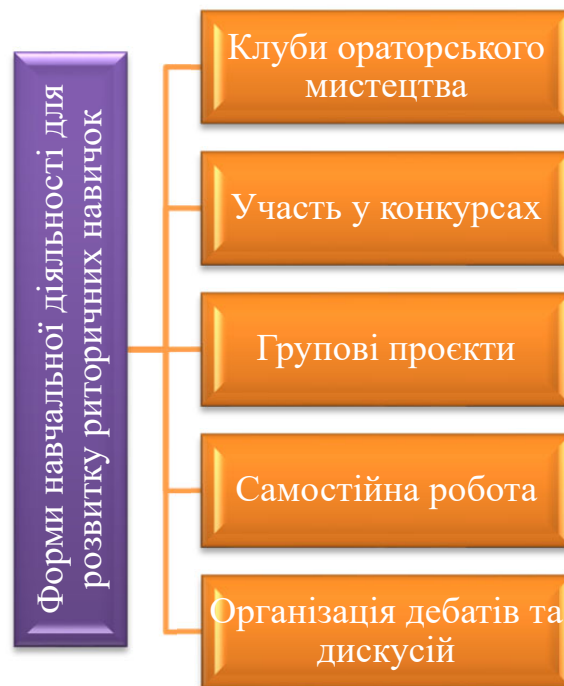 Форми навчальної діяльності для
розвитку риторичних навичок
Клуби ораторського
мистецтва
Участь у конкурсах
Групові проєкти
Самостійна робота
Організація дебатів та
дискусій